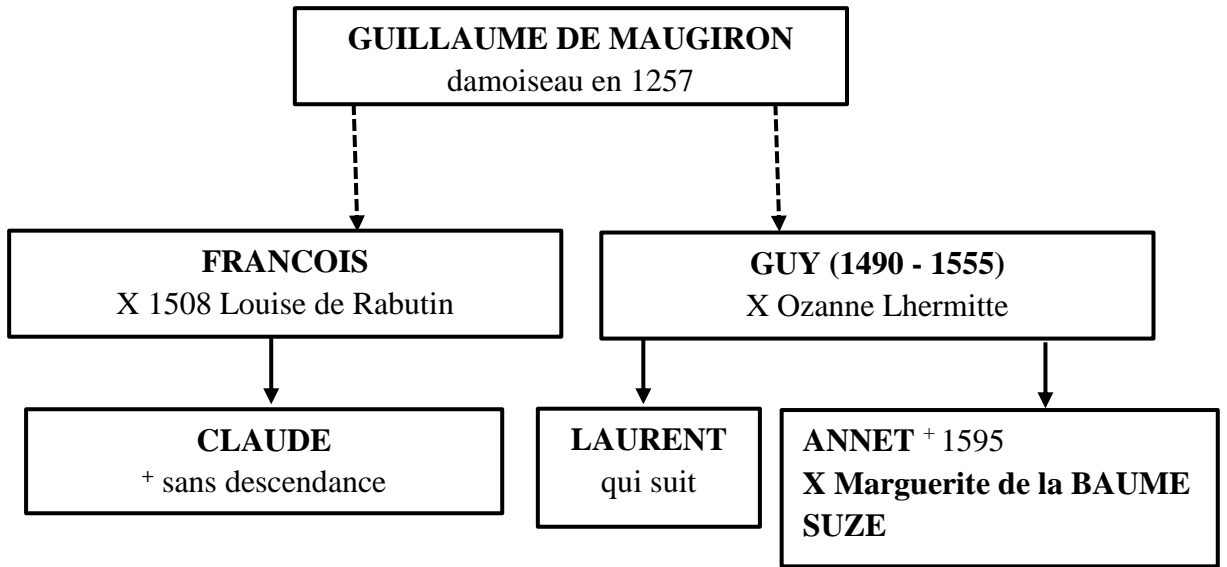 GUILLAUME DE MAUGIRON
damoiseau en 1257
FRANCOIS
X 1508 Louise de Rabutin
GUY (1490 - 1555)
X Ozanne Lhermitte
CLAUDE
+ sans descendance
LAURENT
qui suit
ANNET + 1595
X Marguerite de la BAUME
SUZE